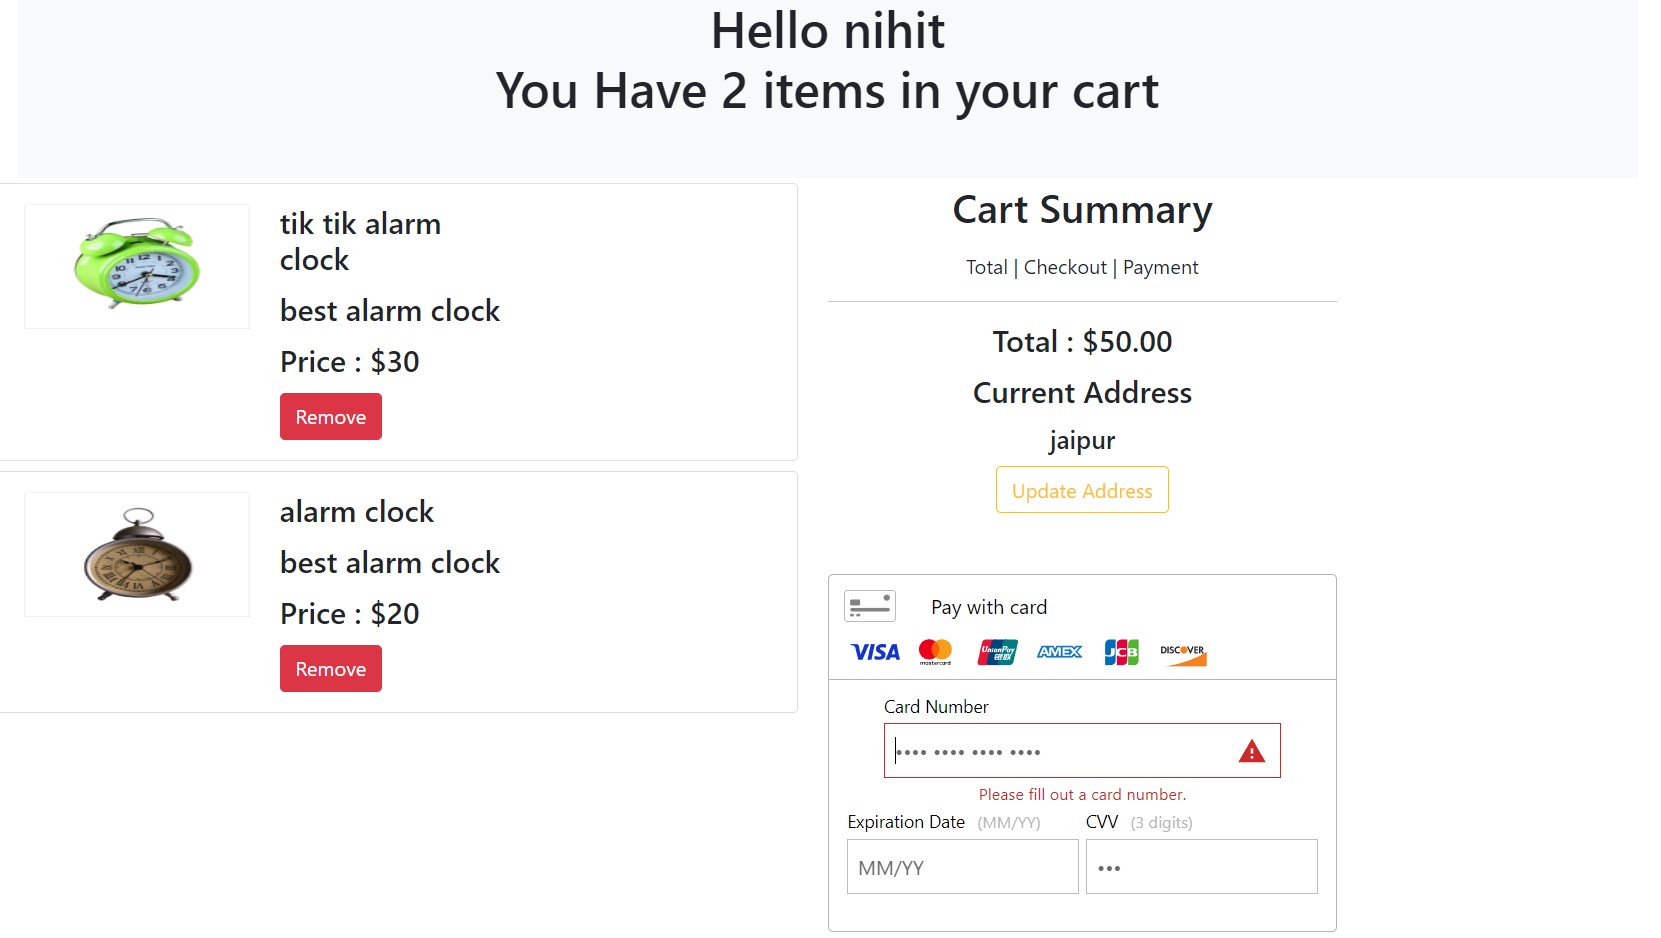 Hello nihit
You Have 2 items in your cart
tik tik alarm
clock
best alarm clock
Price : $30
Remove
alarm clock
best alarm clock
Price : $20
Remove
Cart Summary
Total | Checkout | Payment
Total : $50.00
Current Address
jaipur
Update Address
Pay with card
VISA mastercard UnionPay 银联 AMEX JCB DISCOVER
Card Number
•••• •••• •••• ••••
Please fill out a card number.
Expiration Date (MM/YY) CVV (3 digits)
MM/YY •••